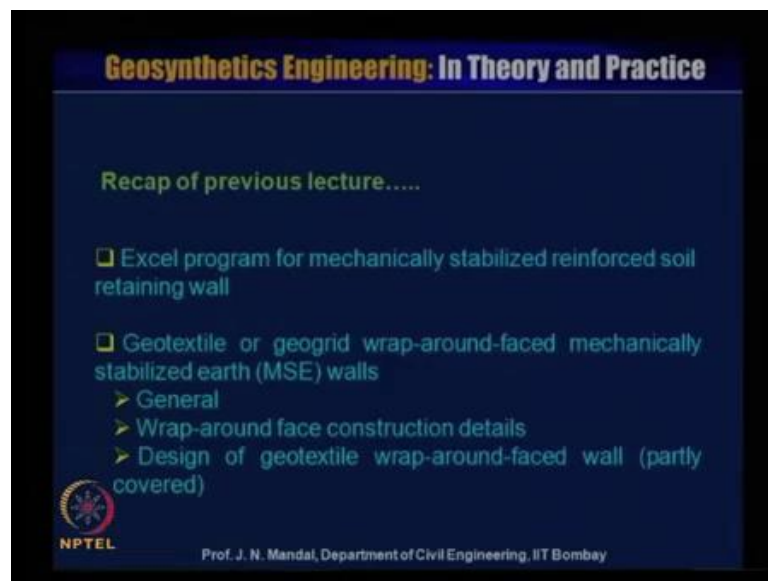 Geosynthetics Engineering: In Theory and Practice
Recap of previous lecture.....
❑ Excel program for mechanically stabilized reinforced soil
retaining wall
❑ Geotextile or geogrid wrap-around-faced mechanically
stabilized earth (MSE) walls
➢ General
➢ Wrap-around face construction details
➢ Design of geotextile wrap-around-faced wall (partly
covered)
NPTEL
Prof. J. N. Mandal, Department of Civil Engineering, IIT Bombay